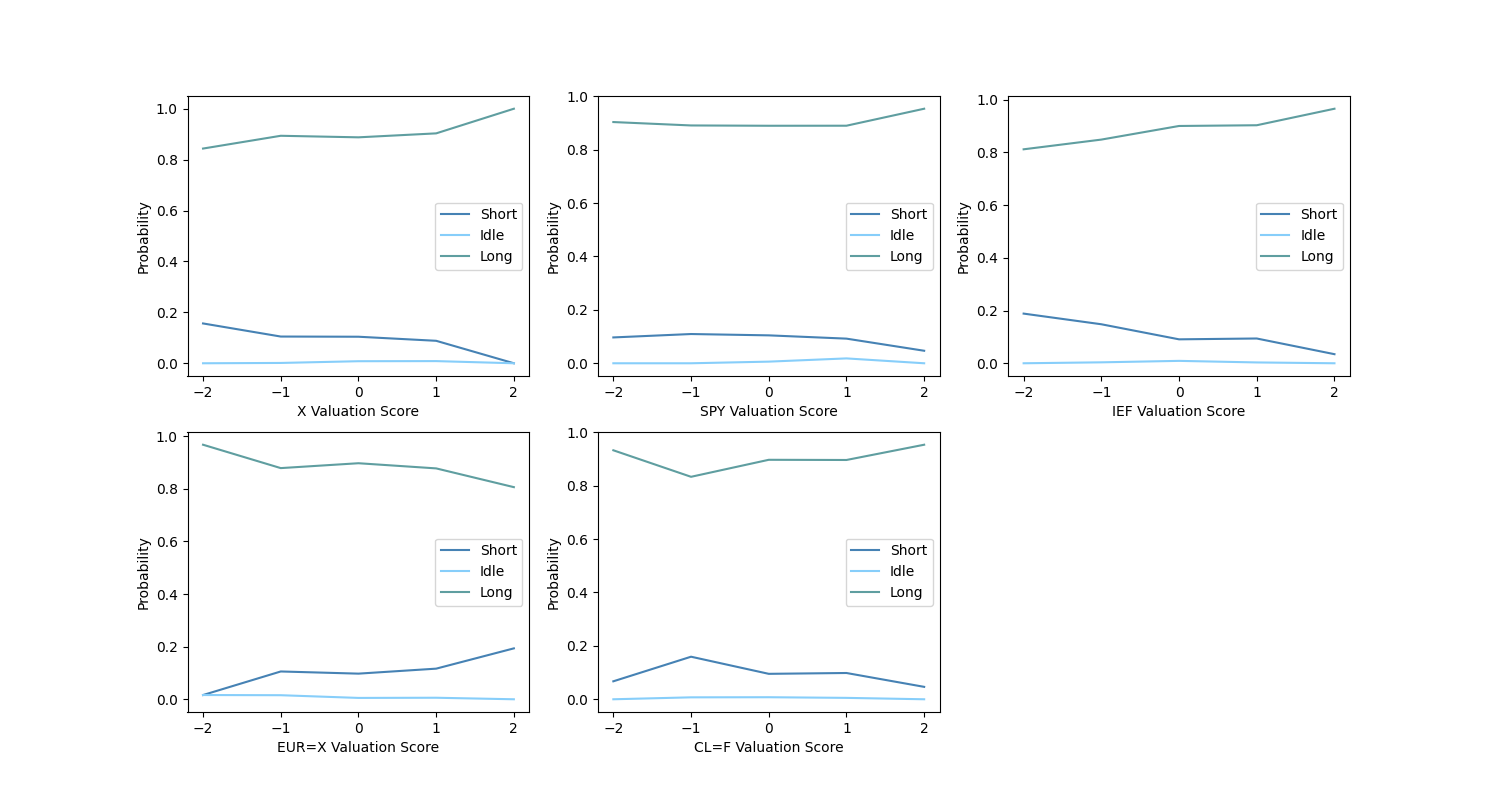 1.0
0.8
0.6
0.4
0.2
0.0
Probability
−2 −1 0 1 2
X Valuation Score
Short
Idle
Long
1.0
0.8
0.6
0.4
0.2
0.0
Probability
−2 −1 0 1 2
SPY Valuation Score
Short
Idle
Long
1.0
0.8
0.6
0.4
0.2
0.0
Probability
−2 −1 0 1 2
IEF Valuation Score
Short
Idle
Long
1.0
0.8
0.6
0.4
0.2
0.0
Probability
−2 −1 0 1 2
EUR=X Valuation Score
Short
Idle
Long
1.0
0.8
0.6
0.4
0.2
0.0
Probability
−2 −1 0 1 2
CL=F Valuation Score
Short
Idle
Long